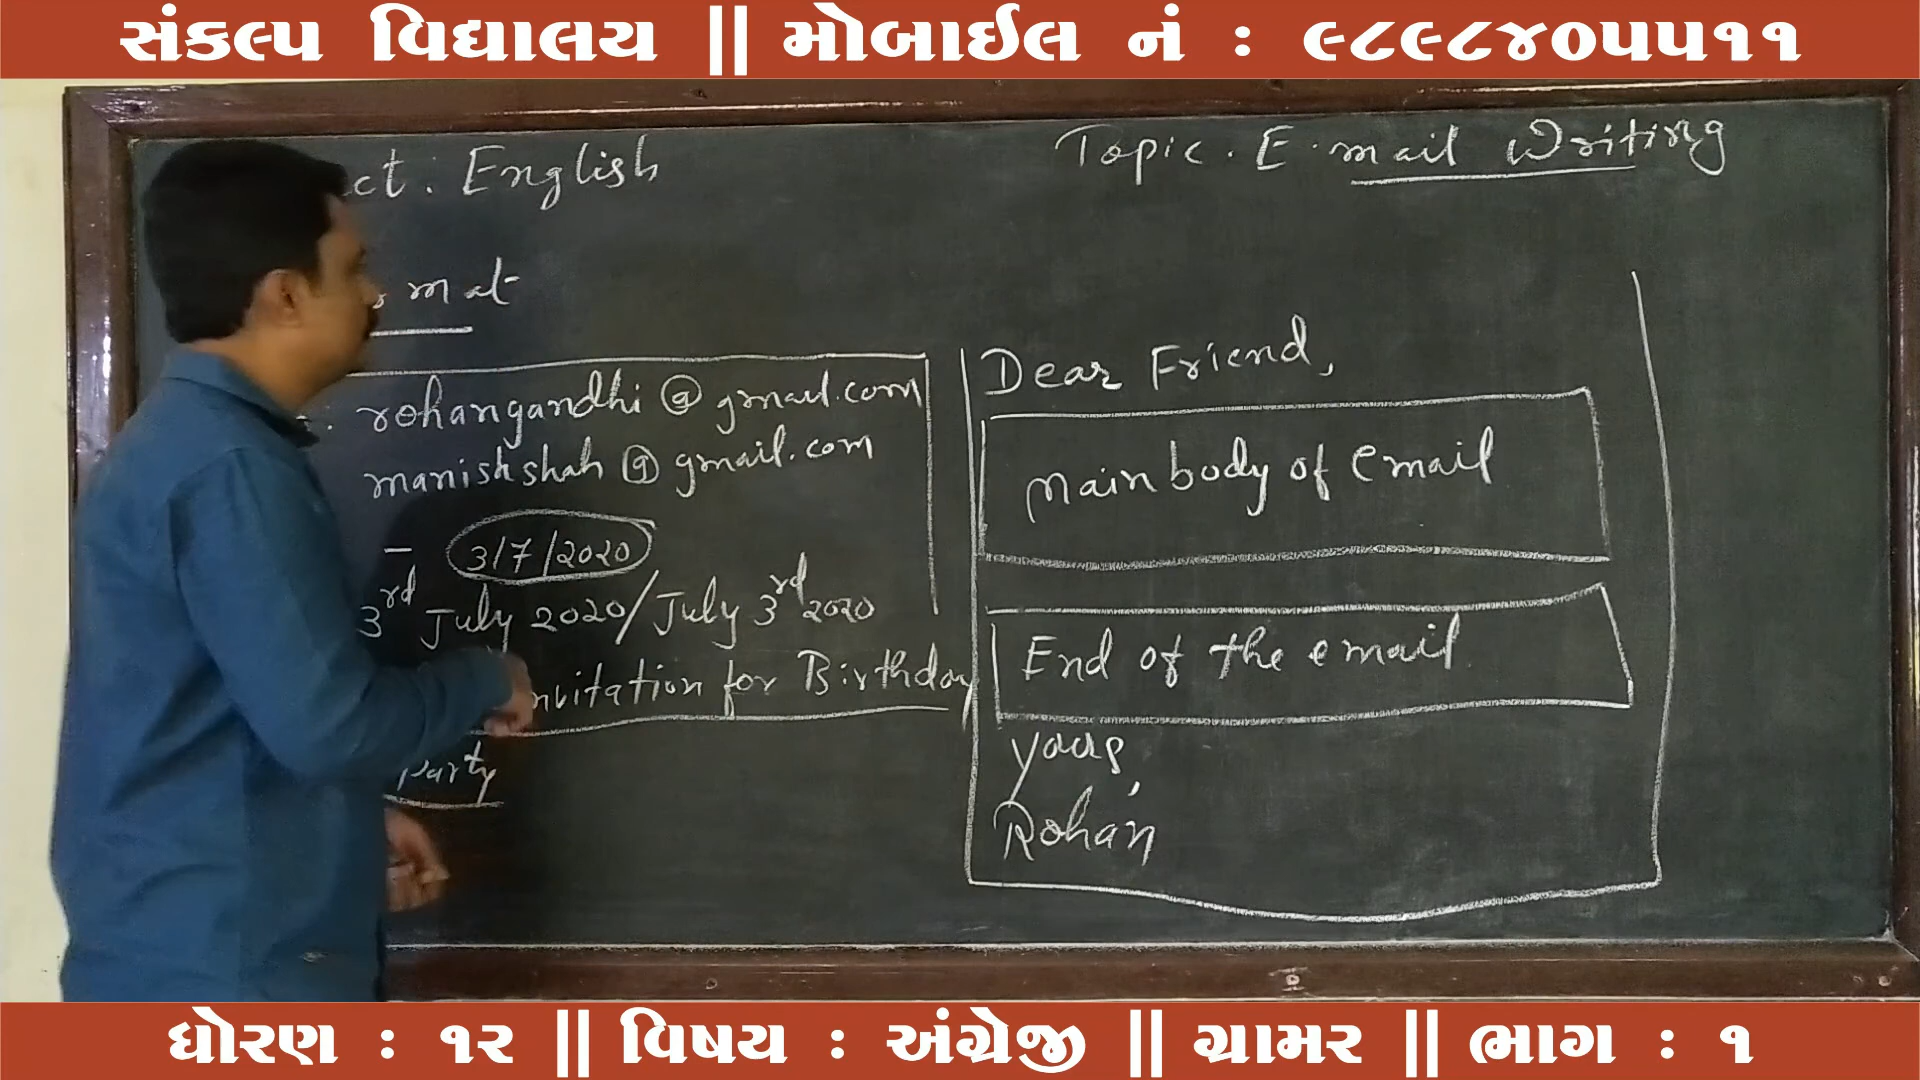 સંકલ્પ વિદ્યાલય || મોબાઈલ નં : ૯૮૯૮૪૦૫૫૧૧
ct. English
Topic. E-mail Writing
mat
: rohangandhi@gmail.com
manishshah@gmail.com
3/7/2020
3rd July 2020/July 3rd 2020
nvitation for Birthday
Party
Dear Friend,
Main body of email
End of the email
yours,
Rohan
ધોરણ : ૧૨ || વિષય : અંગ્રેજી || ગ્રામર || ભાગ : ૧